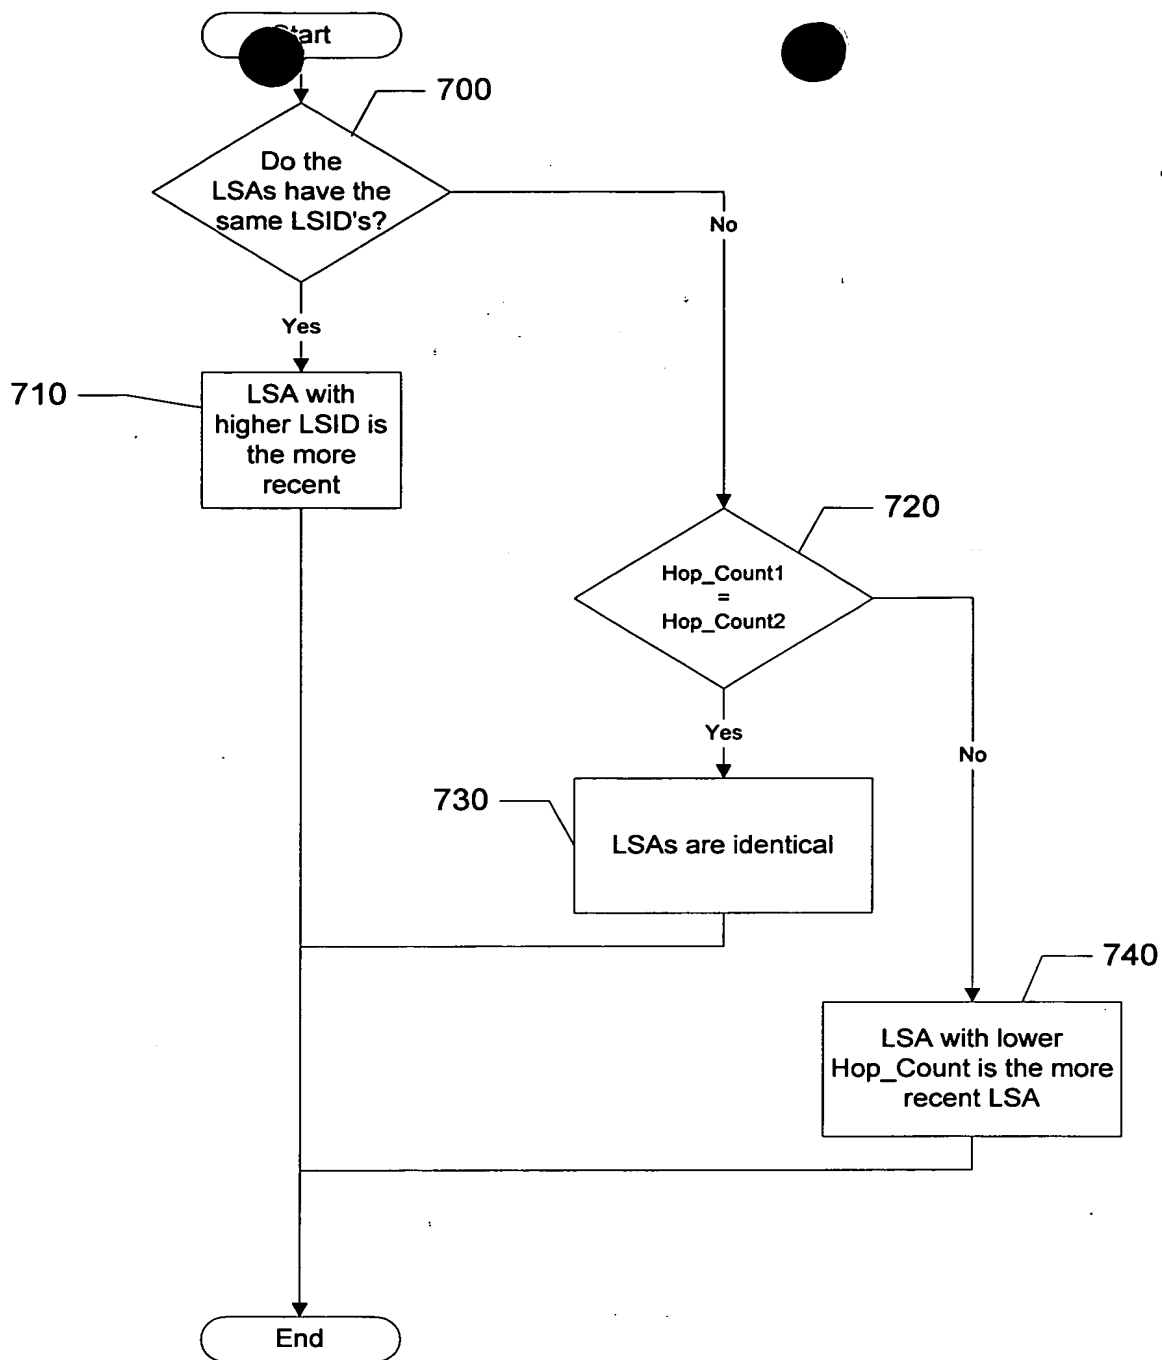 Start
700
Do the
LSAs have the
same LSID's?
No
Yes
710
LSA with
higher LSID is
the more
recent
720
Hop_Count1
=
Hop_Count2
Yes
No
730
LSAs are identical
740
LSA with lower
Hop_Count is the more
recent LSA
End